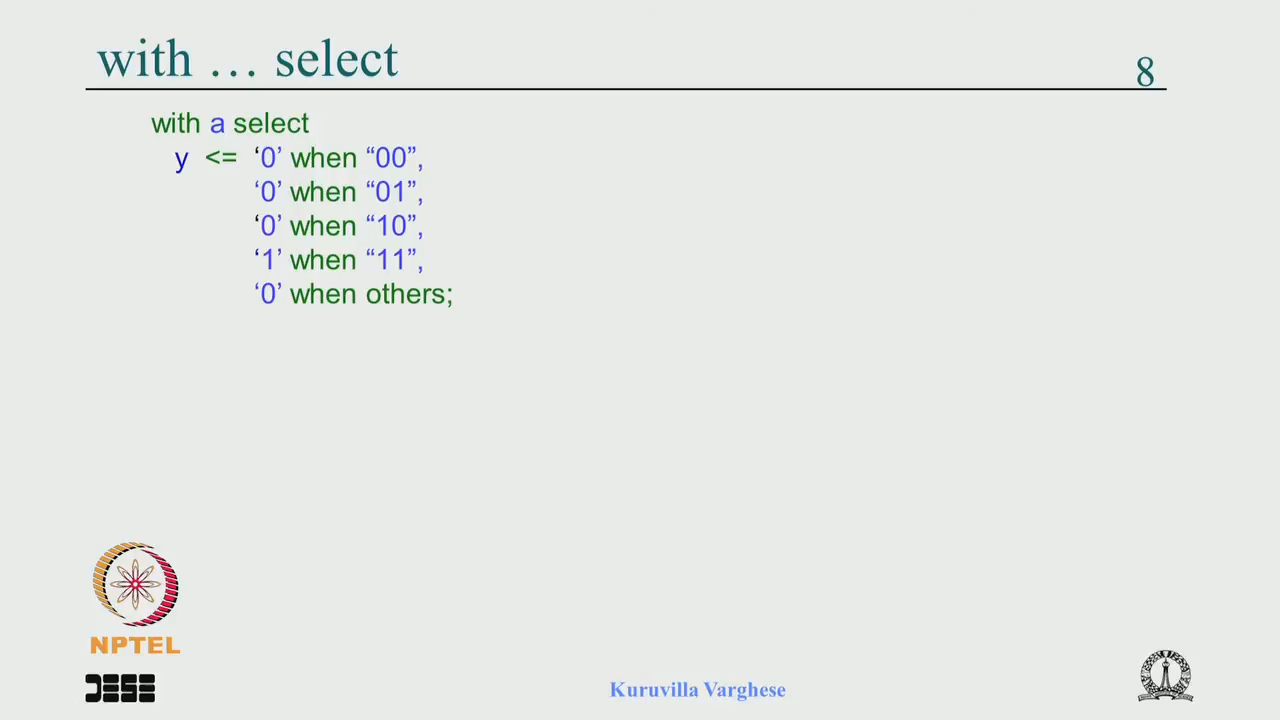 with … select
8
with a select
y <= ‘0’ when “00”,
‘0’ when “01”,
‘0’ when “10”,
‘1’ when “11”,
‘0’ when others;
NPTEL
DESE
Kuruvilla Varghese